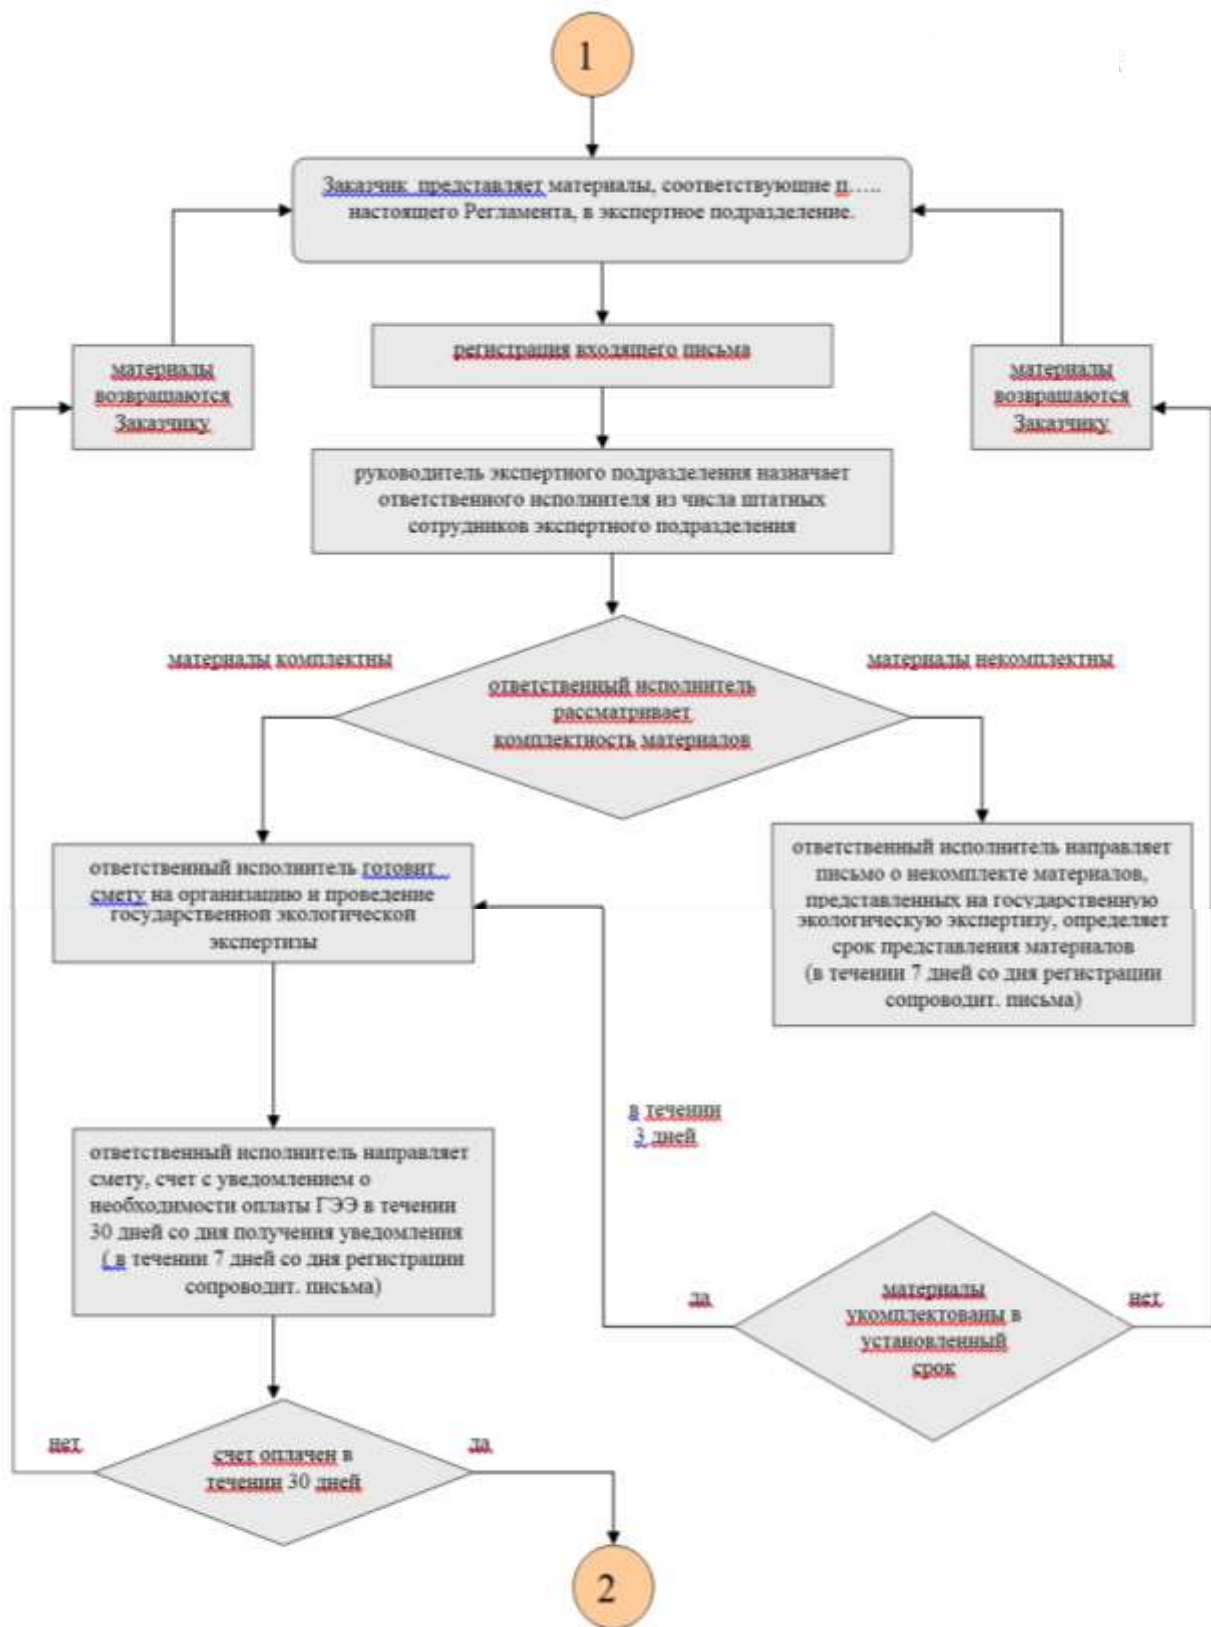 1
Заказчик представляет материалы, соответствующие п…..
настоящего Регламента, в экспертное подразделение.
регистрация входящего письма
материалы
возвращаются
Заказчику
материалы
возвращаются
Заказчику
руководитель экспертного подразделения назначает
ответственного исполнителя из числа штатных
сотрудников экспертного подразделения
материалы комплектны
материалы некомплектны
ответственный исполнитель
рассматривает
комплектность материалов
ответственный исполнитель готовит
смету на организацию и проведение
государственной экологической
экспертизы
ответственный исполнитель направляет
письмо о некомплекте материалов,
представленных на государственную
экологическую экспертизу, определяет
срок представления материалов
(в течении 7 дней со дня регистрации
сопроводит. письма)
в течении
3 дней
ответственный исполнитель направляет
смету, счет с уведомлением о
необходимости оплаты ГЭЭ в течении
30 дней со дня получения уведомления
( в течении 7 дней со дня регистрации
сопроводит. письма)
да
материалы
укомплектованы в
установленный
срок
нет
нет
счет оплачен в
течении 30 дней
да
2